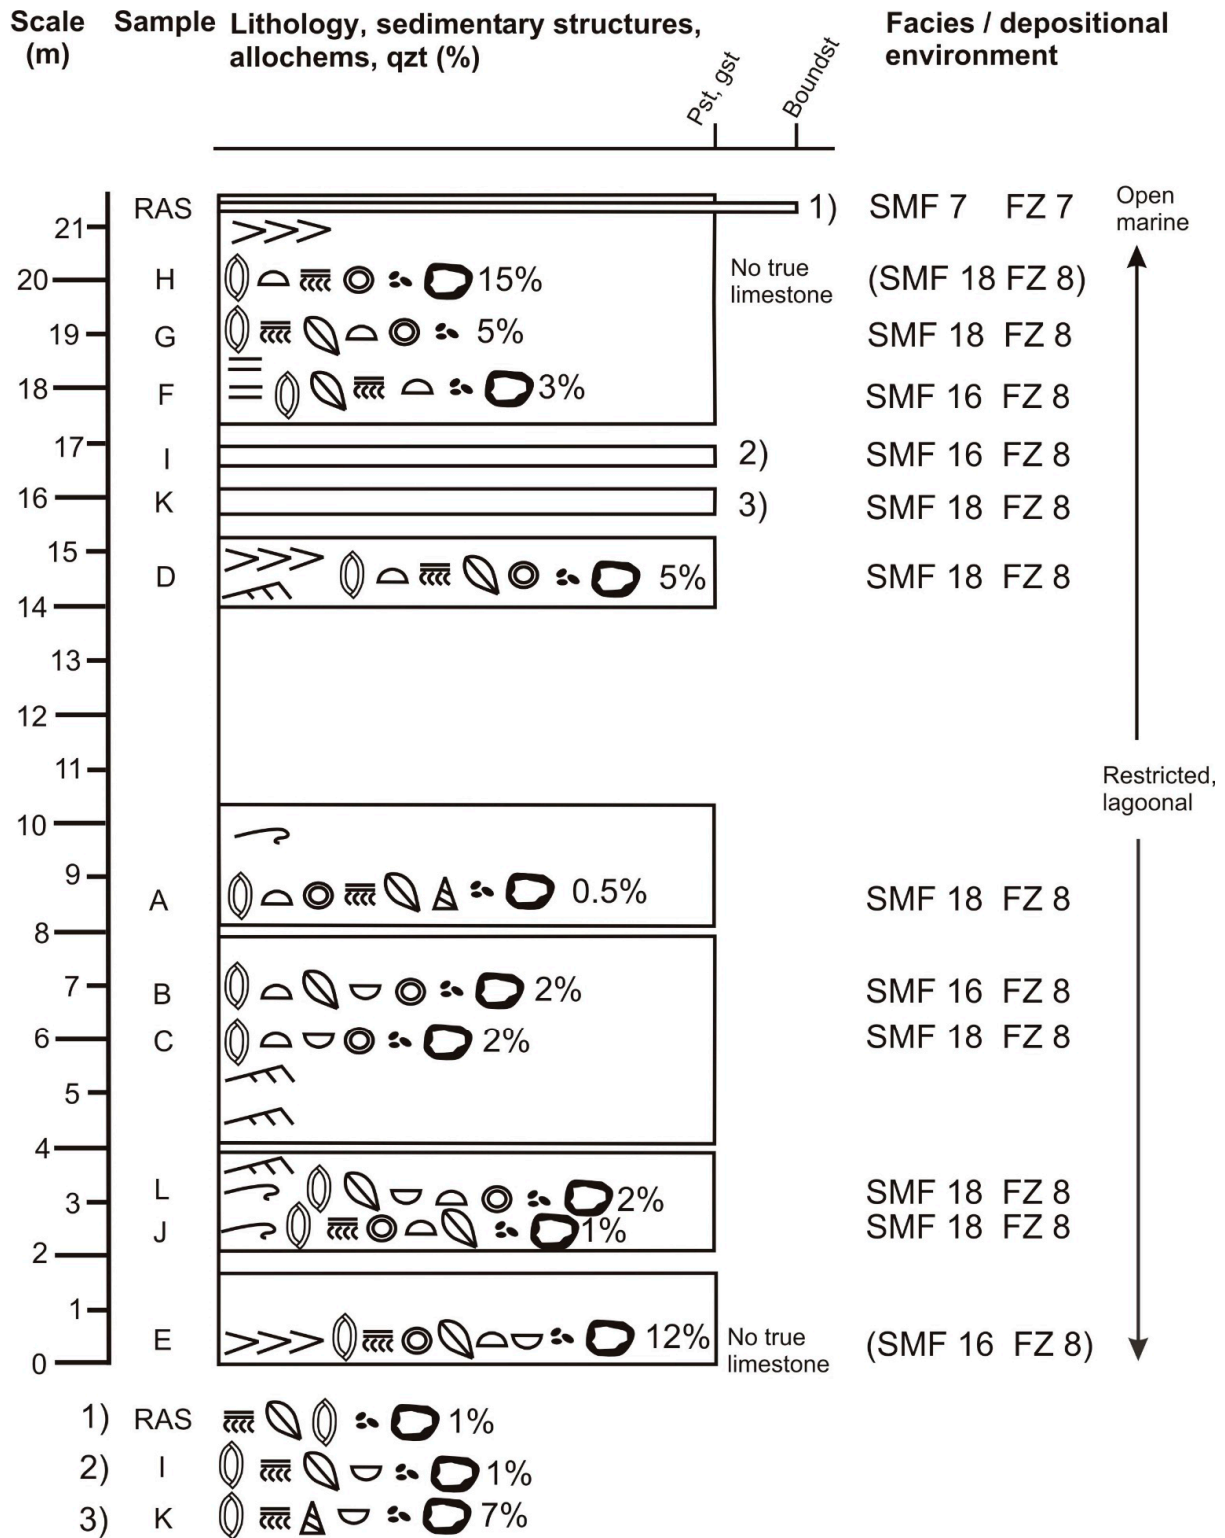 Scale Sample Lithology, sedimentary structures, Facies / depositional
(m) allochems, qzt (%) environment
Pst, gst
Boundst
RAS 1) SMF 7 FZ 7 Open
marine
21
20 H 15% No true
limestone (SMF 18 FZ 8)
19 G 5% SMF 18 FZ 8
18 F 3% SMF 16 FZ 8
17 I 2) SMF 16 FZ 8
16 K 3) SMF 18 FZ 8
15
D 5% SMF 18 FZ 8
14
13
12
11
Restricted,
lagoonal
10
9
A 0.5% SMF 18 FZ 8
8
7 B 2% SMF 16 FZ 8
6 C 2% SMF 18 FZ 8
5
4
L 2% SMF 18 FZ 8
3
J 1% SMF 18 FZ 8
2
1
E 12% No true
limestone (SMF 16 FZ 8)
0
1) RAS 1%
2) I 1%
3) K 7%